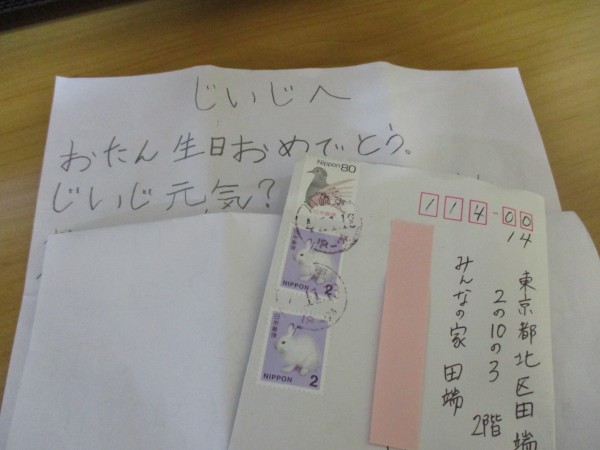 じいじへ
おたん生日おめでとう。
じいじ元気?
NIPPON 80
NIPPON 2
NIPPON 2
114-00
14
東京都北区田端
2の10の3 2階
みんなの家 田端